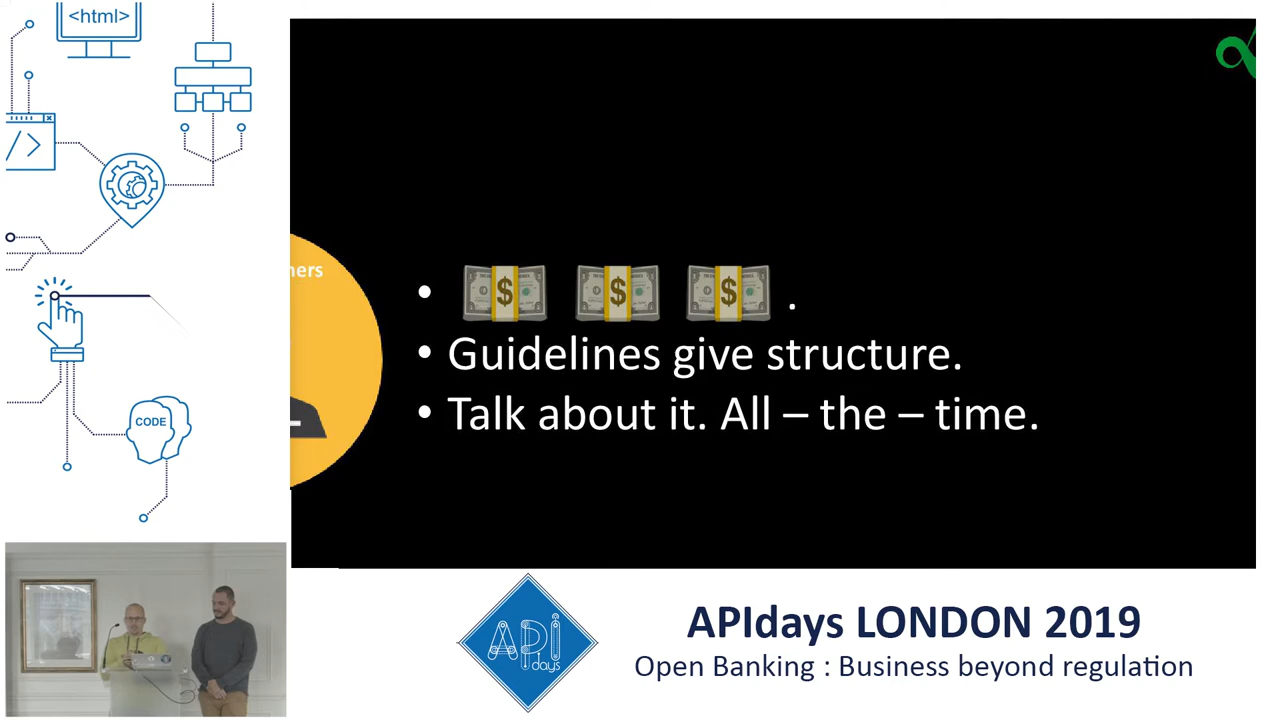 <html>
/>
CODE
ners
• 💵 💵 💵 .
• Guidelines give structure.
• Talk about it. All – the – time.
API
days
APIdays LONDON 2019
Open Banking : Business beyond regulation